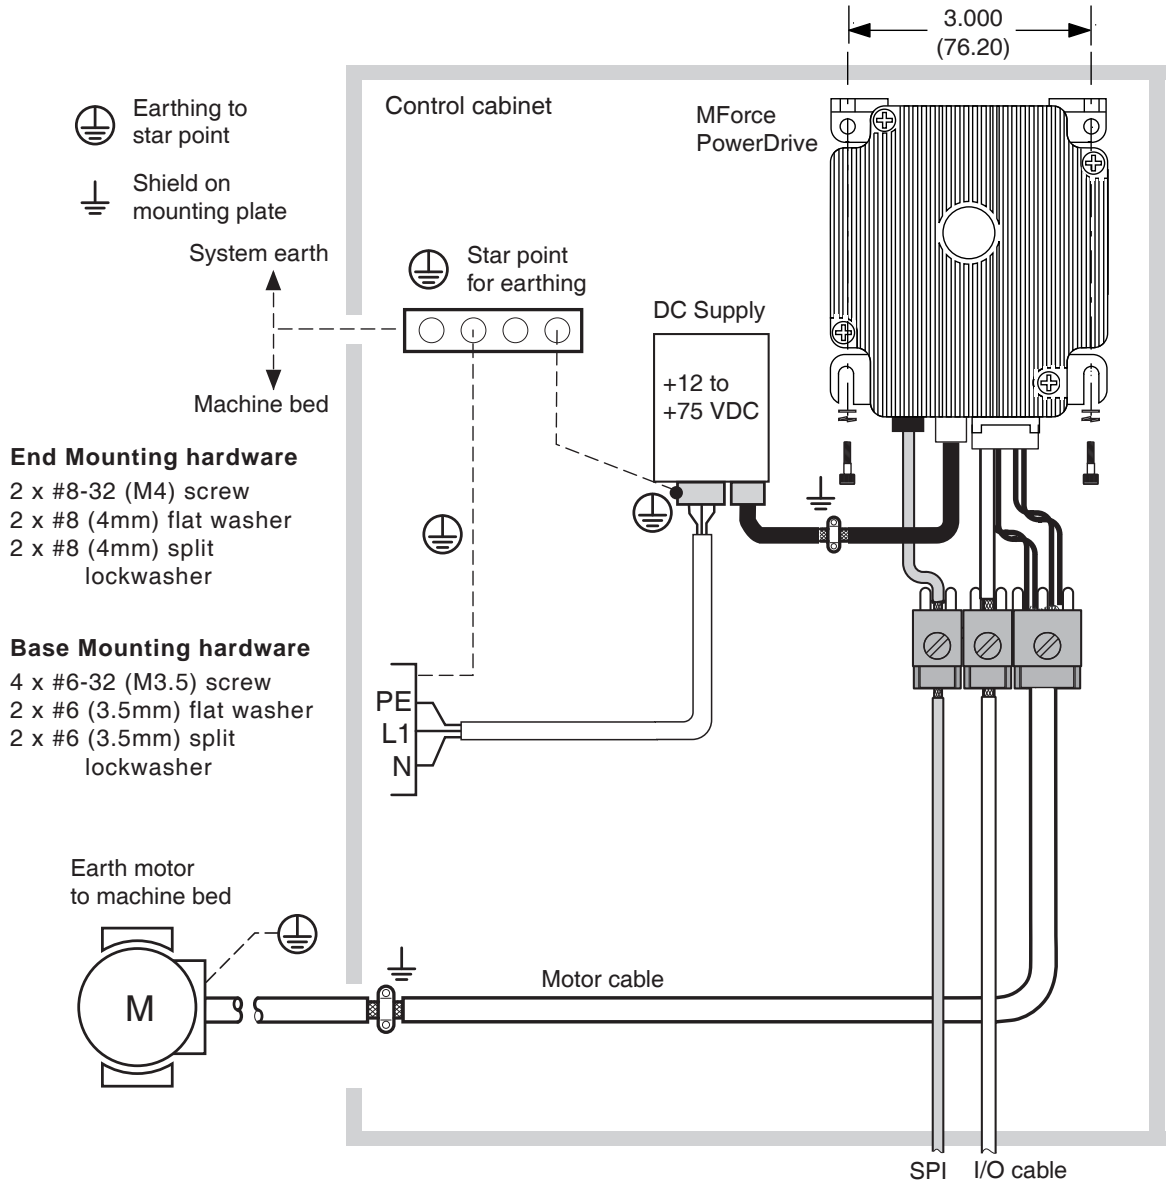 3.000
(76.20)
Earthing to
star point
Control cabinet
MForce
PowerDrive
Shield on
mounting plate
System earth
Star point
for earthing
DC Supply
+12 to
+75 VDC
Machine bed
End Mounting hardware
2 x #8-32 (M4) screw
2 x #8 (4mm) flat washer
2 x #8 (4mm) split
lockwasher
Base Mounting hardware
4 x #6-32 (M3.5) screw
2 x #6 (3.5mm) flat washer
2 x #6 (3.5mm) split
lockwasher
PE
L1
N
Earth motor
to machine bed
M
Motor cable
SPI
I/O cable